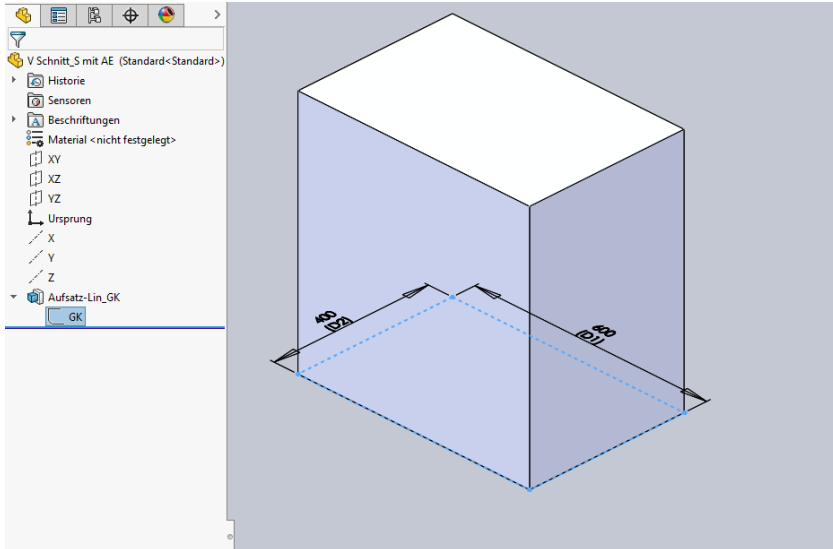 V Schnitt_S mit AE (Standard<Standard>)
Historie
Sensoren
Beschriftungen
Material <nicht festgelegt>
XY
XZ
YZ
Ursprung
X
Y
Z
Aufsatz-Lin_GK
GK
400
(D2)
600
(D1)